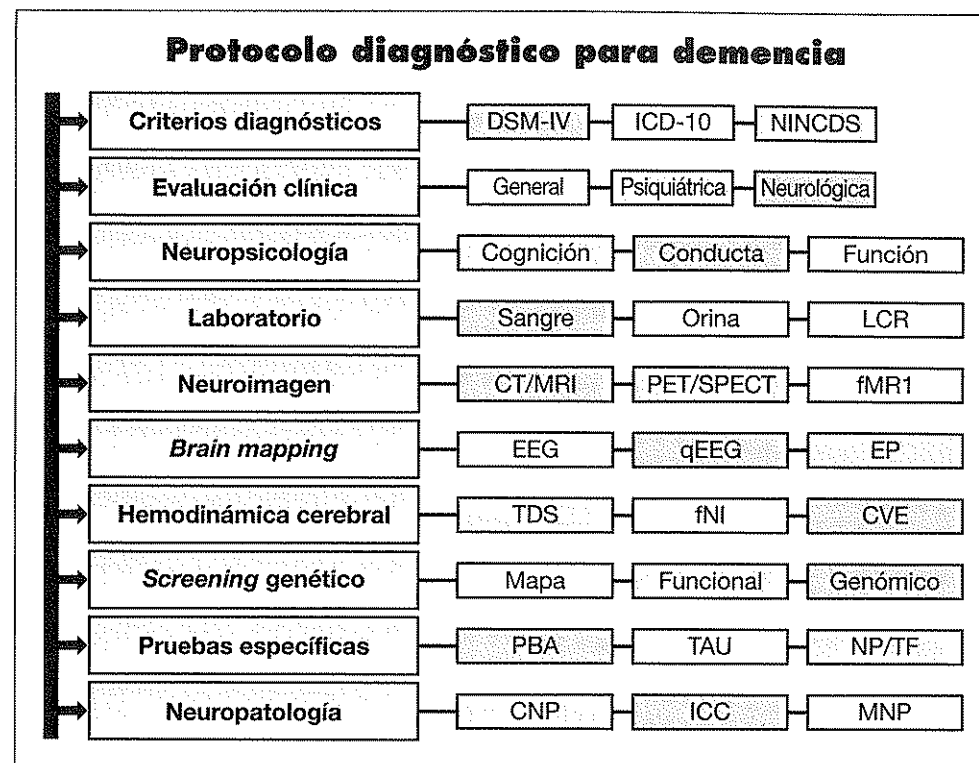 Protocolo diagnóstico para demencia
Criterios diagnósticos DSM-IV ICD-10 NINCDS
Evaluación clínica General Psiquiátrica Neurológica
Neuropsicología Cognición Conducta Función
Laboratorio Sangre Orina LCR
Neuroimagen CT/MRI PET/SPECT fMR1
Brain mapping EEG qEEG EP
Hemodinámica cerebral TDS fNI CVE
Screening genético Mapa Funcional Genómico
Pruebas específicas PBA TAU NP/TF
Neuropatología CNP ICC MNP